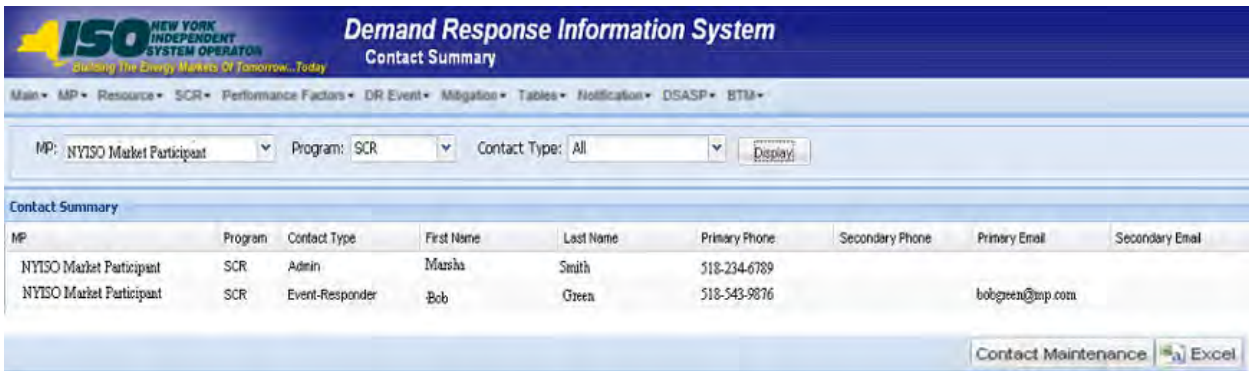 ISO NEW YORK
INDEPENDENT
SYSTEM OPERATOR
Building The Energy Markets Of Tomorrow...Today
Demand Response Information System
Contact Summary
Main MP Resource SCR Performance Factors DR Event Mitigation Tables Notification DSASP BTM
MP: NYISO Market Participant Program: SCR Contact Type: All Display
Contact Summary
MP Program Contact Type First Name Last Name Primary Phone Secondary Phone Primary Email Secondary Email
NYISO Market Participant SCR Admin Marsha Smith 518-234-6789
NYISO Market Participant SCR Event-Responder Bob Green 518-543-9876 bobgreen@mp.com
Contact Maintenance Excel